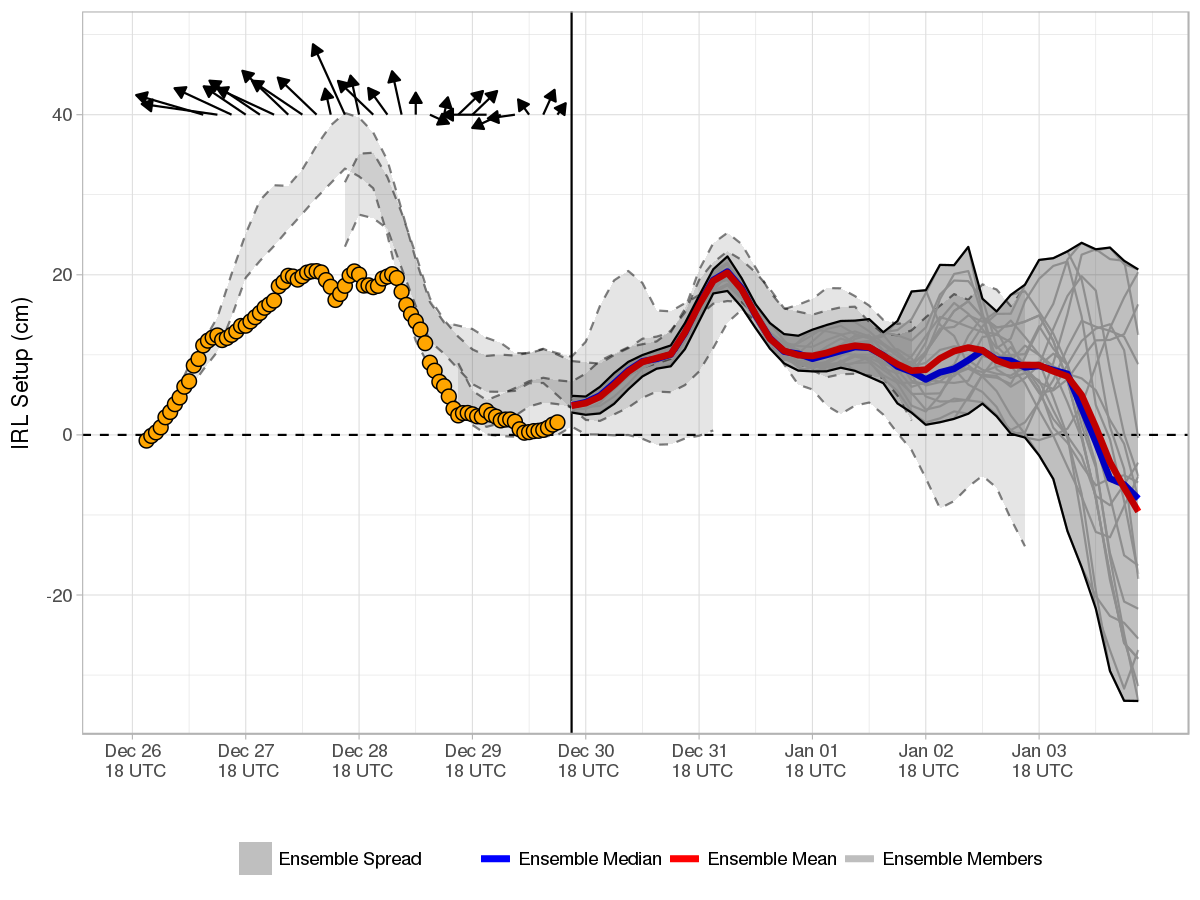 IRL Setup (cm)
40
20
0
-20
Dec 26
18 UTC
Dec 27
18 UTC
Dec 28
18 UTC
Dec 29
18 UTC
Dec 30
18 UTC
Dec 31
18 UTC
Jan 01
18 UTC
Jan 02
18 UTC
Jan 03
18 UTC
Ensemble Spread
Ensemble Median
Ensemble Mean
Ensemble Members